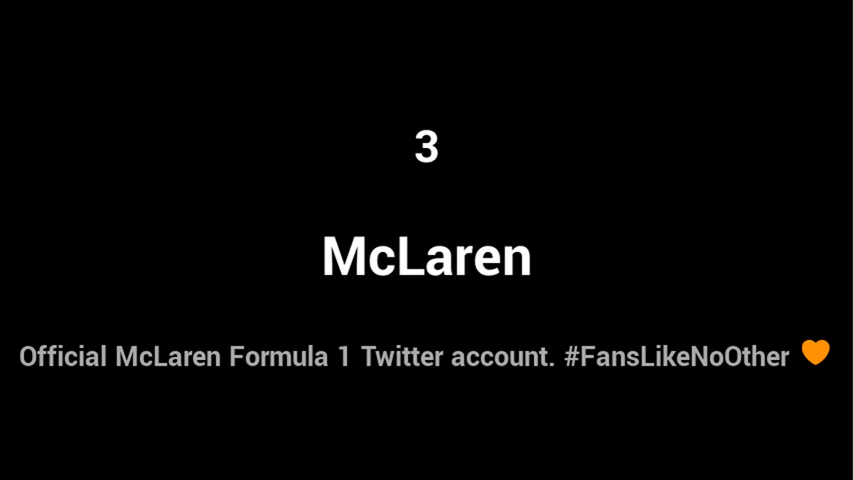 3
McLaren
Official McLaren Formula 1 Twitter account. #FansLikeNoOther 🧡